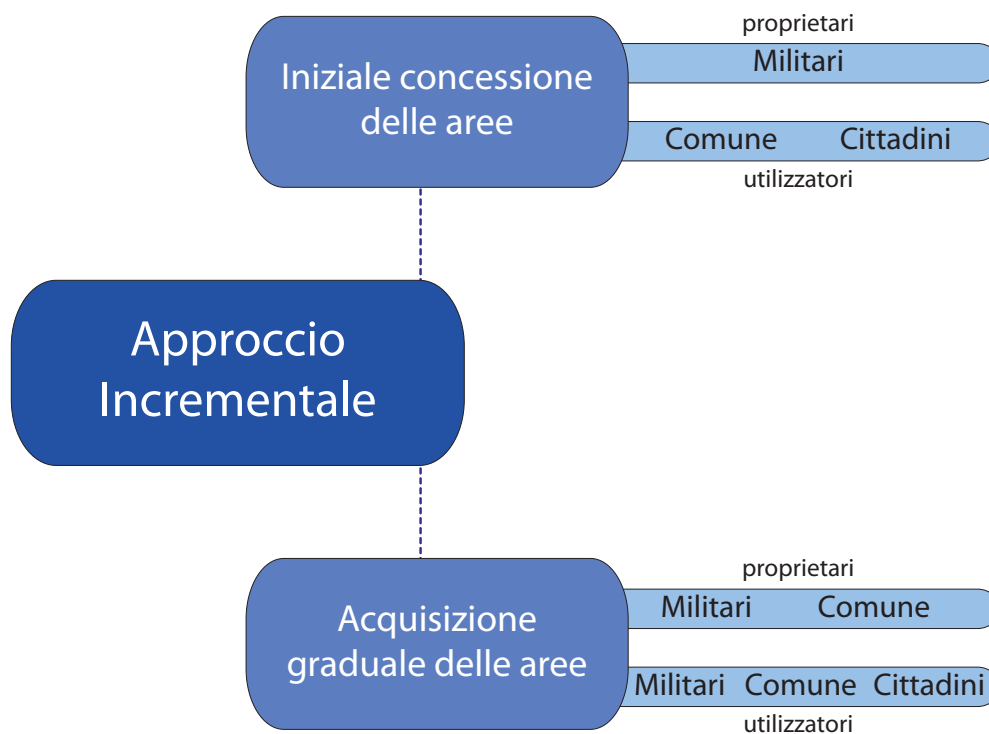 proprietari
Militari
Iniziale concessione
delle aree
Comune Cittadini
utilizzatori
Approccio
Incrementale
proprietari
Militari Comune
Acquisizione
graduale delle aree
Militari Comune Cittadini
utilizzatori